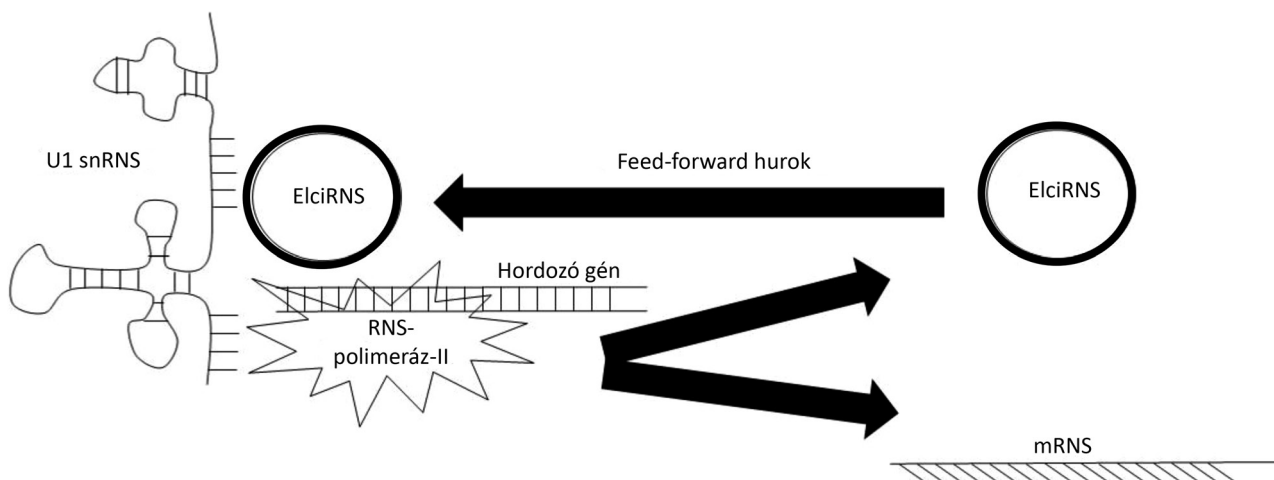 U1 snRNS
ElciRNS
Feed-forward hurok
ElciRNS
Hordozó gén
RNS-
polimeráz-II
mRNS